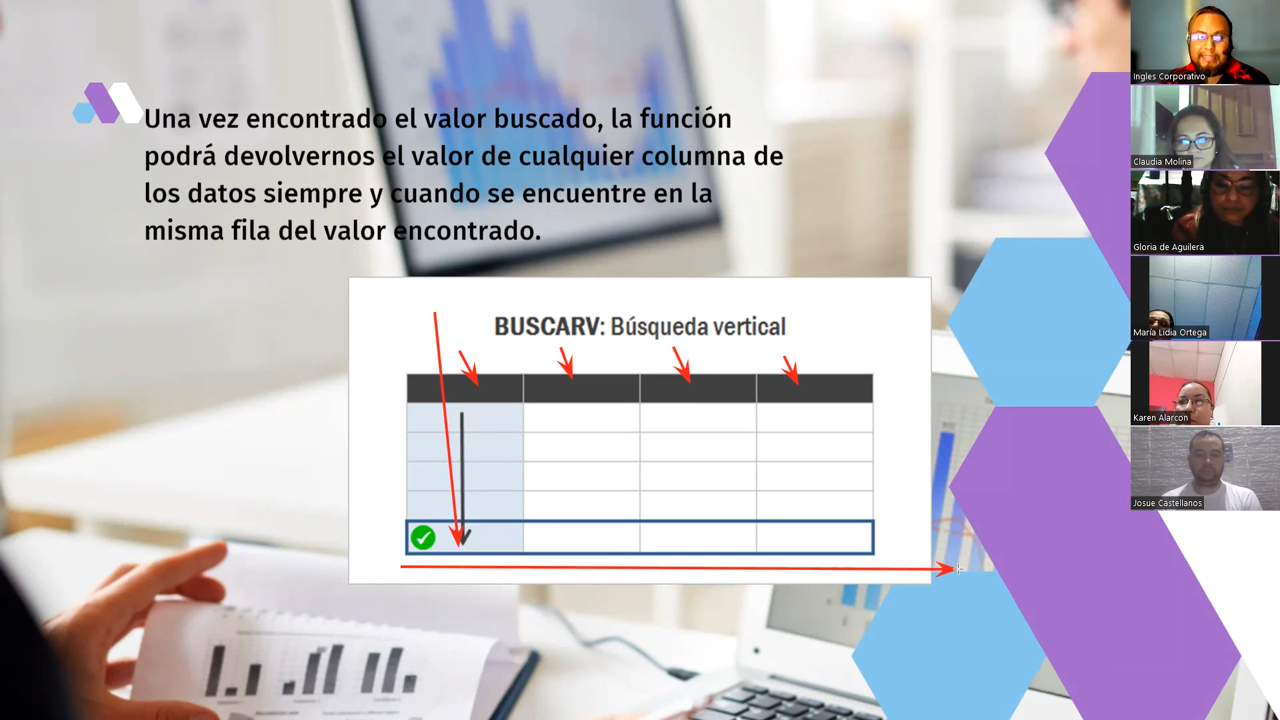 Una vez encontrado el valor buscado, la función
podrá devolvernos el valor de cualquier columna de
los datos siempre y cuando se encuentre en la
misma fila del valor encontrado.
BUSCARV: Búsqueda vertical
Ingles Corporativo
Claudia Molina
Gloria de Aguilera
María Lidia Ortega
Karen Alarcon
Josue Castellanos